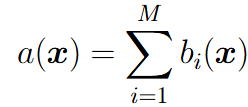 a(𝒙) = ∑_{i=1}^{M} b_i(𝒙)